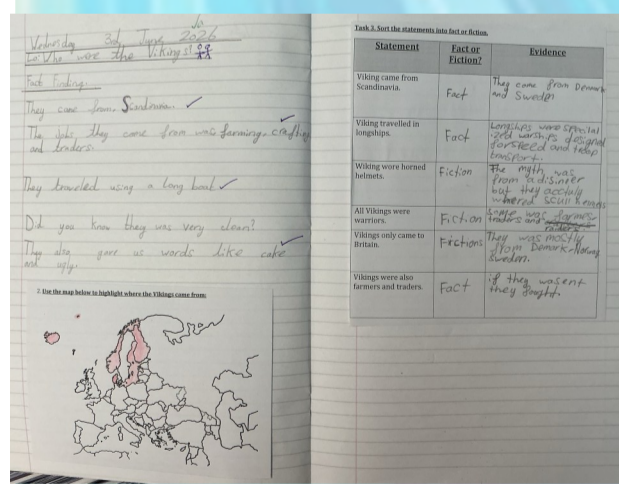 Jo
Wednesday 3rd June 2026
Lo: Who were the Vikings?
Fact Finding.
They came from Scandinavia.
The jobs they came from was farming, crafting
and traders.
They traveled using a long boat
Did you know they was very clean?
They also gave us words like cake
and ugly.
2. Use the map below to highlight where the Vikings came from:
Task 3. Sort the statements into fact or fiction.
Statement
Fact or
Fiction?
Evidence
Viking came from
Scandinavia.
Fact
They came from Denmark
and Sweden
Viking travelled in
longships.
Fact
Longships were special
ized warships designed
for speed and troop
transport.
Viking wore horned
helmets.
Fiction
The myth was
from a disinter
but they acctaly
whered scull helmets
All Vikings were
warriors.
Fiction
some was farmers
traders and
raiders
Vikings only came to
Britain.
Fictions
They was mostly
from Demark-Norway
Sweden.
Vikings were also
farmers and traders.
Fact
if they wasent
they fought.